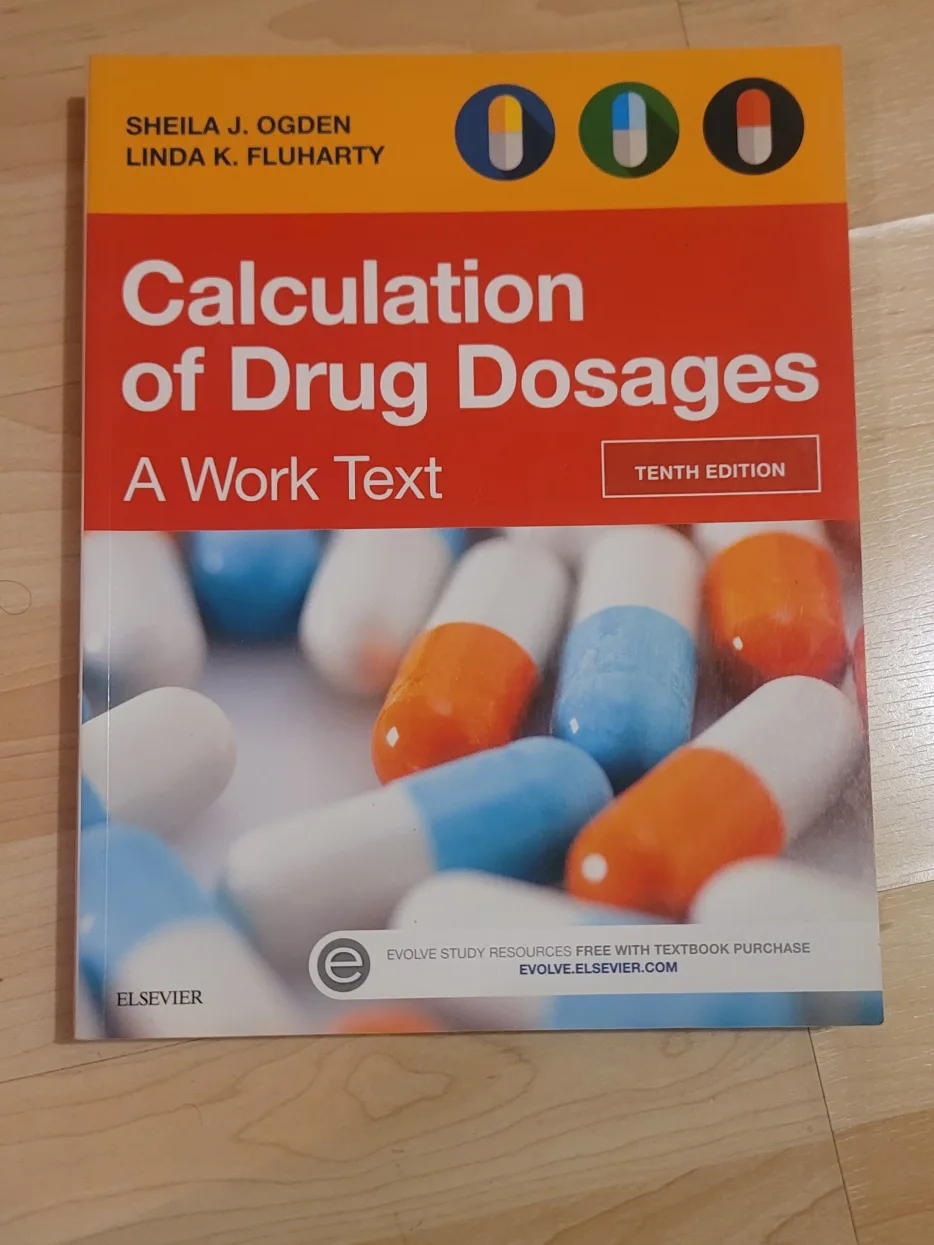 SHEILA J. OGDEN
LINDA K. FLUHARTY
Calculation
of Drug Dosages
A Work Text
TENTH EDITION
e
EVOLVE STUDY RESOURCES FREE WITH TEXTBOOK PURCHASE
EVOLVE.ELSEVIER.COM
ELSEVIER